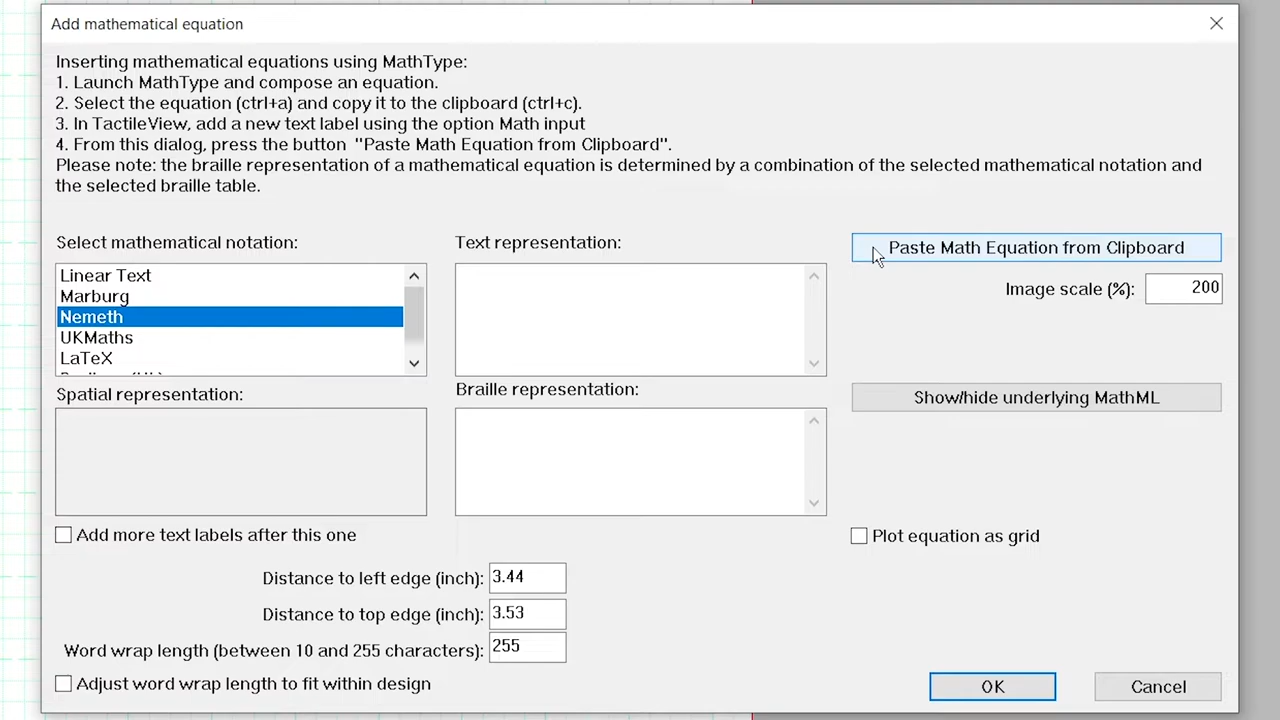 Add mathematical equation
Inserting mathematical equations using MathType:
1. Launch MathType and compose an equation.
2. Select the equation (ctrl+a) and copy it to the clipboard (ctrl+c).
3. In TactileView, add a new text label using the option Math input
4. From this dialog, press the button "Paste Math Equation from Clipboard".
Please note: the braille representation of a mathematical equation is determined by a combination of the selected mathematical notation and
the selected braille table.
Select mathematical notation:
Text representation:
Paste Math Equation from Clipboard
Linear Text
Marburg
Nemeth
UKMaths
LaTeX
Image scale (%):
200
Spatial representation:
Braille representation:
Show/hide underlying MathML
Add more text labels after this one
Plot equation as grid
Distance to left edge (inch):
3.44
Distance to top edge (inch):
3.53
Word wrap length (between 10 and 255 characters):
255
Adjust word wrap length to fit within design
OK
Cancel